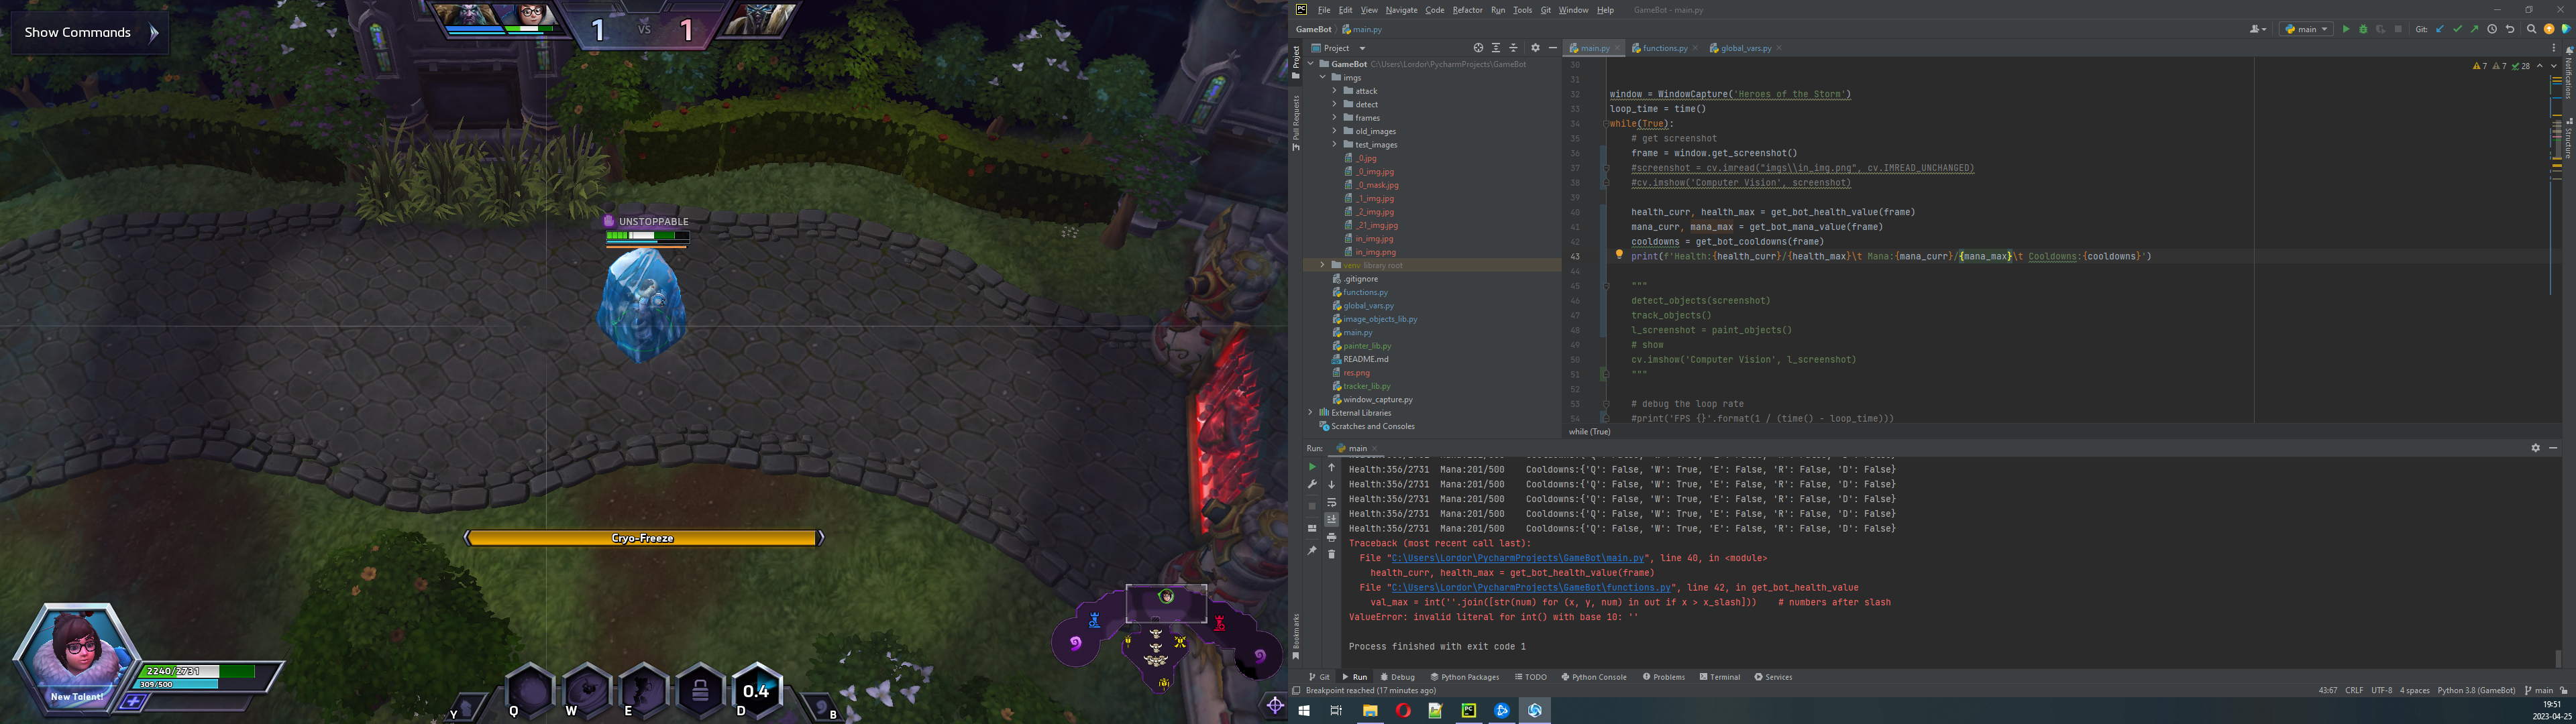 Show Commands
1 VS 1
UNSTOPPABLE
Cryo-Freeze
2240/2731
309/500
New Talent!
Y
Q
W
E
0.4
D
B
File Edit View Navigate Code Refactor Run Tools Git Window Help GameBot - main.py
GameBot main.py
main
Git:
Project
main.py functions.py global_vars.py
GameBot C:\Users\Lordor\PycharmProjects\GameBot
imgs
attack
detect
frames
old_images
test_images
_0.jpg
_0_img.jpg
_0_mask.jpg
_1_img.jpg
_2_img.jpg
_21_img.jpg
in_img.jpg
in_img.png
venv library root
.gitignore
functions.py
global_vars.py
image_objects_lib.py
main.py
painter_lib.py
README.md
res.png
tracker_lib.py
window_capture.py
External Libraries
Scratches and Consoles
Project
Pull Requests
Bookmarks
Notifications
Structure
7 7 28
30
31
32 window = WindowCapture('Heroes of the Storm')
33 loop_time = time()
34 while(True):
35 # get screenshot
36 frame = window.get_screenshot()
37 #screenshot = cv.imread("imgs\\in_img.png", cv.IMREAD_UNCHANGED)
38 #cv.imshow('Computer Vision', screenshot)
39
40 health_curr, health_max = get_bot_health_value(frame)
41 mana_curr, mana_max = get_bot_mana_value(frame)
42 cooldowns = get_bot_cooldowns(frame)
43 print(f'Health:{health_curr}/{health_max}\t Mana:{mana_curr}/{mana_max}\t Cooldowns:{cooldowns}')
44
45 """
46 detect_objects(screenshot)
47 track_objects()
48 l_screenshot = paint_objects()
49 # show
50 cv.imshow('Computer Vision', l_screenshot)
51 """
52
53 # debug the loop rate
54 #print('FPS {}'.format(1 / (time() - loop_time)))
while (True)
Run: main
Health:356/2731 Mana:201/500 Cooldowns:{'Q': False, 'W': True, 'E': False, 'R': False, 'D': False}
Health:356/2731 Mana:201/500 Cooldowns:{'Q': False, 'W': True, 'E': False, 'R': False, 'D': False}
Health:356/2731 Mana:201/500 Cooldowns:{'Q': False, 'W': True, 'E': False, 'R': False, 'D': False}
Health:356/2731 Mana:201/500 Cooldowns:{'Q': False, 'W': True, 'E': False, 'R': False, 'D': False}
Health:356/2731 Mana:201/500 Cooldowns:{'Q': False, 'W': True, 'E': False, 'R': False, 'D': False}
Traceback (most recent call last):
File "C:\Users\Lordor\PycharmProjects\GameBot\main.py", line 40, in <module>
health_curr, health_max = get_bot_health_value(frame)
File "C:\Users\Lordor\PycharmProjects\GameBot\functions.py", line 42, in get_bot_health_value
val_max = int(''.join([str(num) for (x, y, num) in out if x > x_slash])) # numbers after slash
ValueError: invalid literal for int() with base 10: ''
Process finished with exit code 1
Git Run Debug Python Packages TODO Python Console Problems Terminal Services
Breakpoint reached (17 minutes ago)
43:67 CRLF UTF-8 4 spaces Python 3.8 (GameBot) main
19:51
2023-04-25